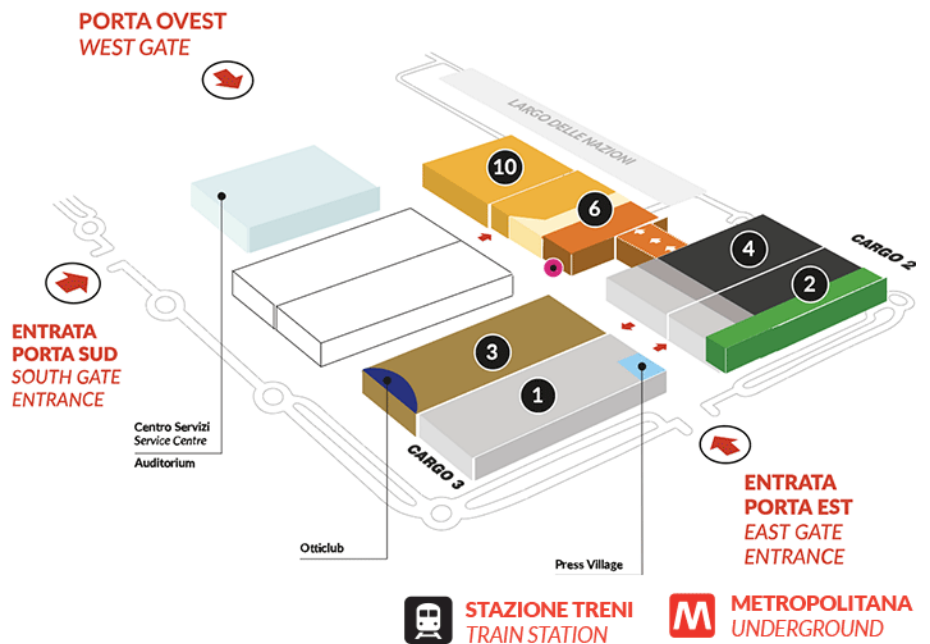 PORTA OVEST
WEST GATE
LARGO DELLE NAZIONI
10
6
4
CARGO 2
2
ENTRATA
PORTA SUD
SOUTH GATE
ENTRANCE
3
1
Centro Servizi
Service Centre
Auditorium
CARGO 3
ENTRATA
PORTA EST
EAST GATE
ENTRANCE
Otticlub
Press Village
STAZIONE TRENI
TRAIN STATION
M
METROPOLITANA
UNDERGROUND